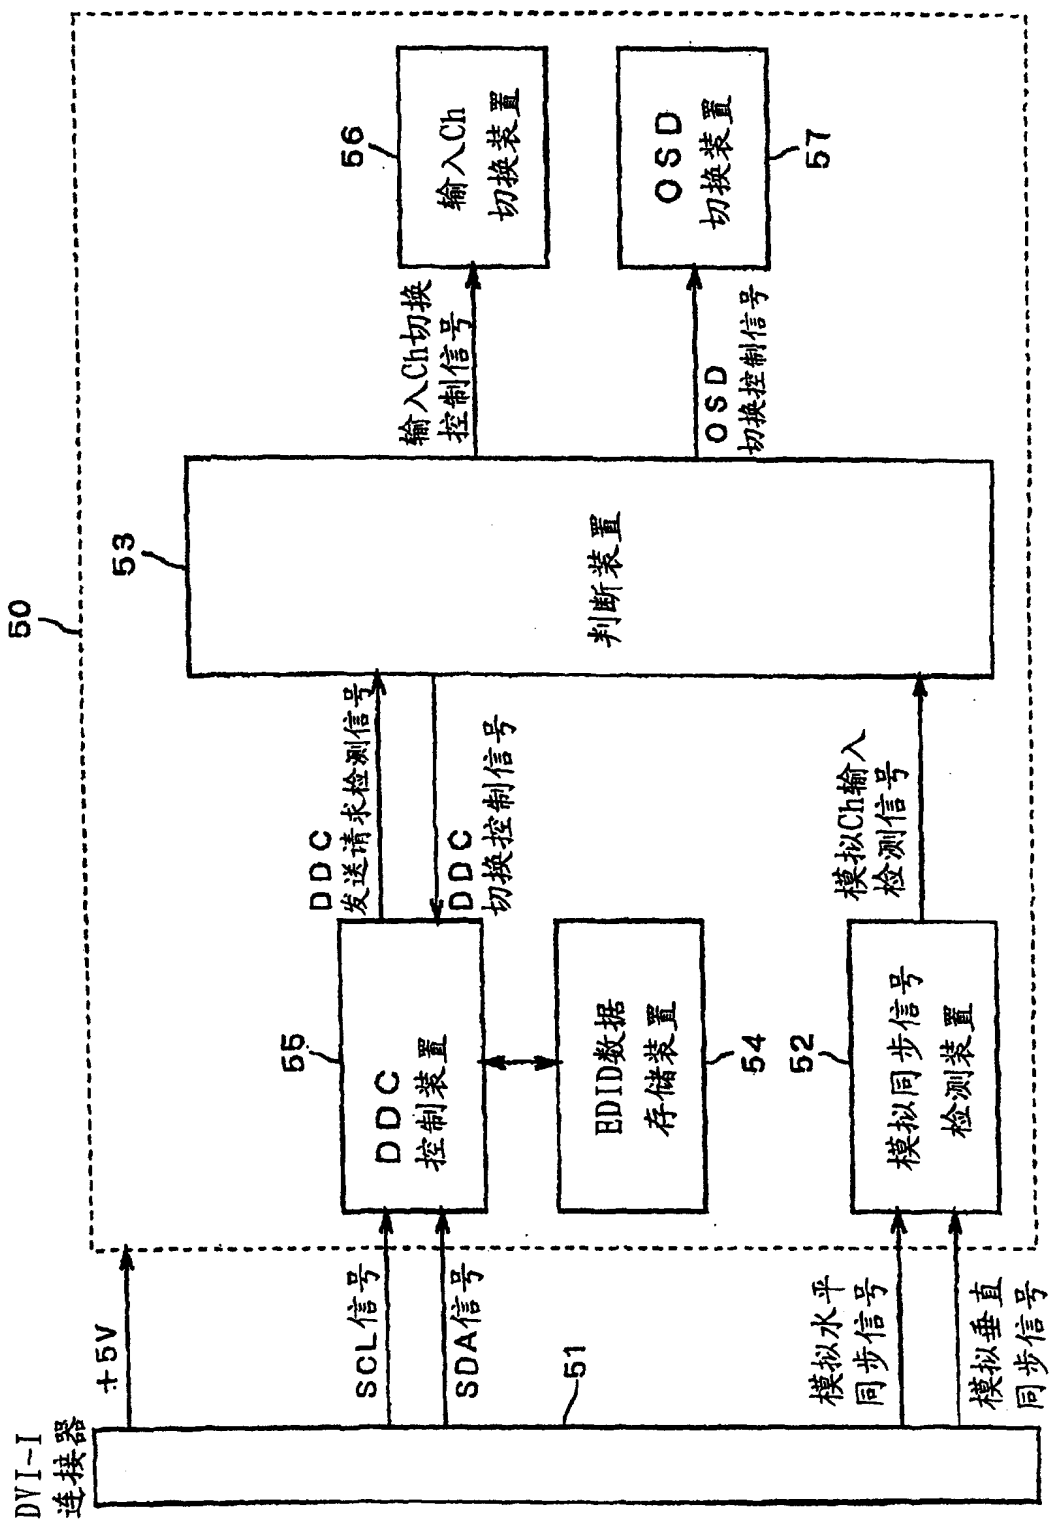 50
53
56
输入Ch
切换装置
OSD
切换装置
57
输入Ch切换
控制信号
OSD
切换控制信号
判断装置
DDC
发送请求检测信号
DDC
切换控制信号
模拟Ch输入
检测信号
55
DDC
控制装置
EDID数据
存储装置
54
52
模拟同步信号
检测装置
+5V
SCL信号
SDA信号
51
模拟水平
同步信号
模拟垂直
同步信号
DVI~I
连接器